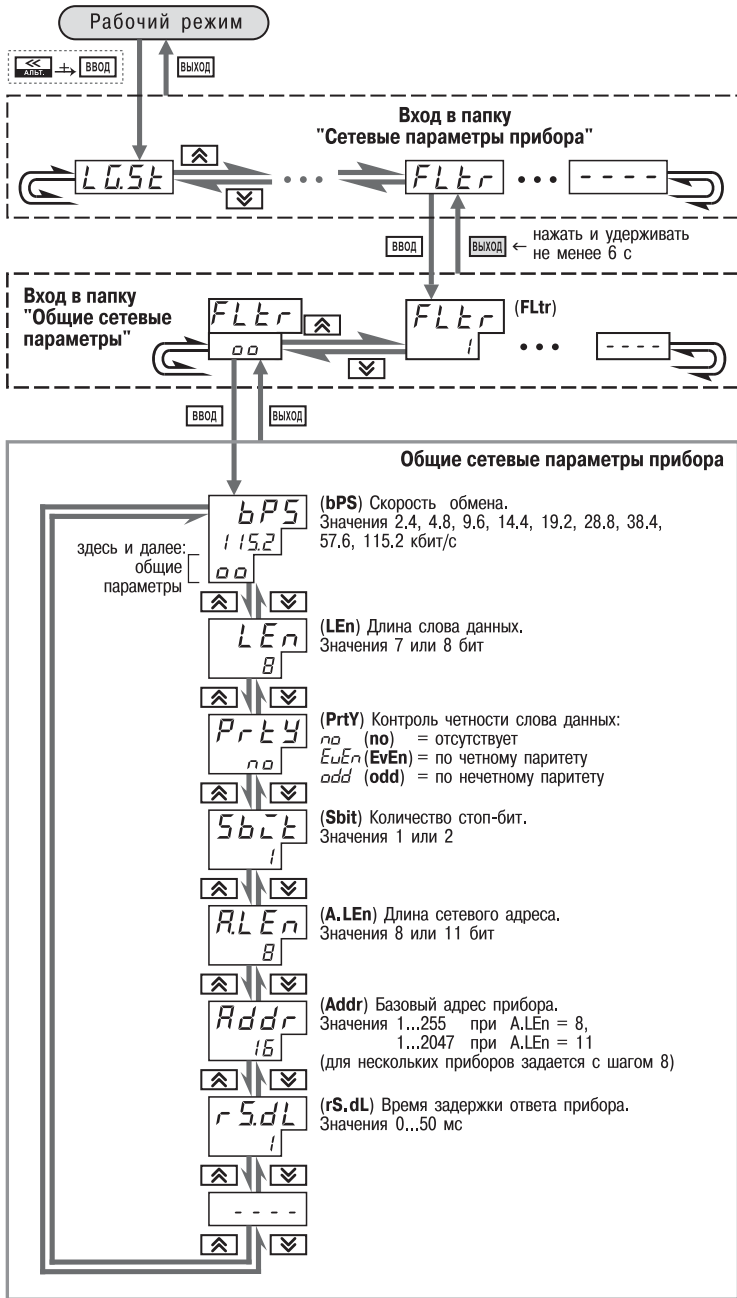 Рабочий режим
≪ АЛЬТ. + ВВОД
ВЫХОД
Вход в папку
"Сетевые параметры прибора"
LG.St
• • •
FLtr
• • •
- - - -
ВВОД
ВЫХОД ← нажать и удерживать
не менее 6 с
Вход в папку
"Общие сетевые
параметры"
FLtr
oo
FLtr
1
(FLtr)
• • •
- - - -
ВВОД
ВЫХОД
Общие сетевые параметры прибора
bPS
115.2
oo
(bPS) Скорость обмена.
Значения 2.4, 4.8, 9.6, 14.4, 19.2, 28.8, 38.4,
57.6, 115.2 кбит/с
здесь и далее:
общие
параметры
LEn
8
(LEn) Длина слова данных.
Значения 7 или 8 бит
PrtY
no
(PrtY) Контроль четности слова данных:
no (no) = отсутствует
EvEn (EvEn) = по четному паритету
odd (odd) = по нечетному паритету
Sbit
1
(Sbit) Количество стоп-бит.
Значения 1 или 2
A.LEn
8
(A.LEn) Длина сетевого адреса.
Значения 8 или 11 бит
Addr
16
(Addr) Базовый адрес прибора.
Значения 1...255 при A.LEn = 8,
1...2047 при A.LEn = 11
(для нескольких приборов задается с шагом 8)
rS.dL
1
(rS.dL) Время задержки ответа прибора.
Значения 0...50 мс
- - - -